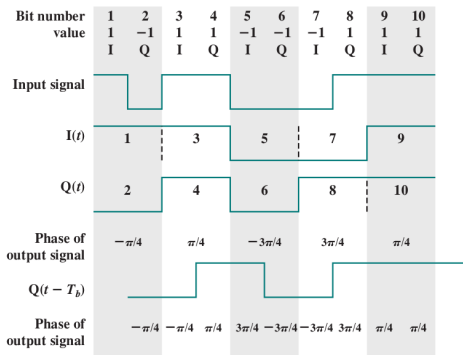 Bit number 1 2 3 4 5 6 7 8 9 10
value 1 −1 1 1 −1 −1 −1 1 1 1
I Q I Q I Q I Q I Q
Input signal
I(t) 1 3 5 7 9
Q(t) 2 4 6 8 10
Phase of
output signal −π/4 π/4 −3π/4 3π/4 π/4
Q(t − T_b)
Phase of
output signal −π/4 −π/4 π/4 3π/4 −3π/4 −3π/4 3π/4 π/4 π/4